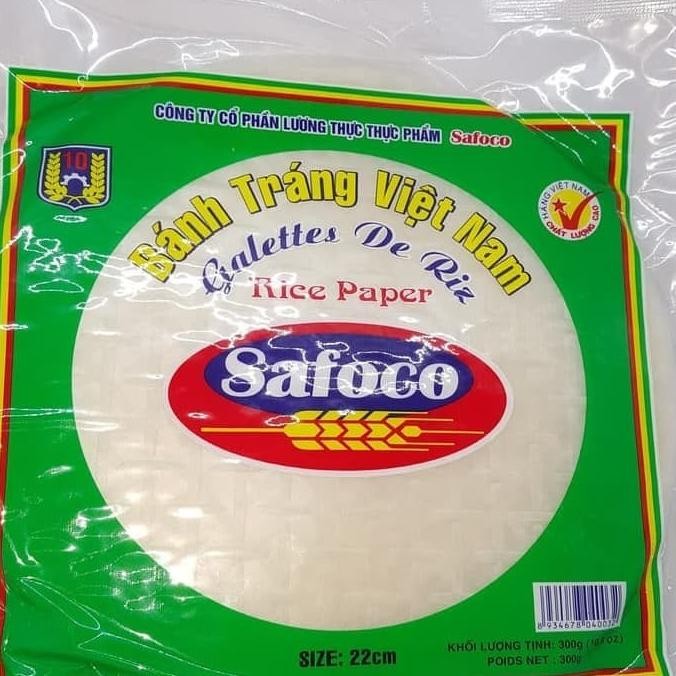 CÔNG TY CỔ PHẦN LƯƠNG THỰC THỰC PHẨM Safoco
10
HÀNG VIỆT NAM
CHẤT LƯỢNG CAO
Bánh Tráng Việt Nam
Galettes De Riz
Rice Paper
Safoco
SIZE: 22cm
KHỐI LƯỢNG TỊNH: 300g OZ)
POIDS NET : 300g